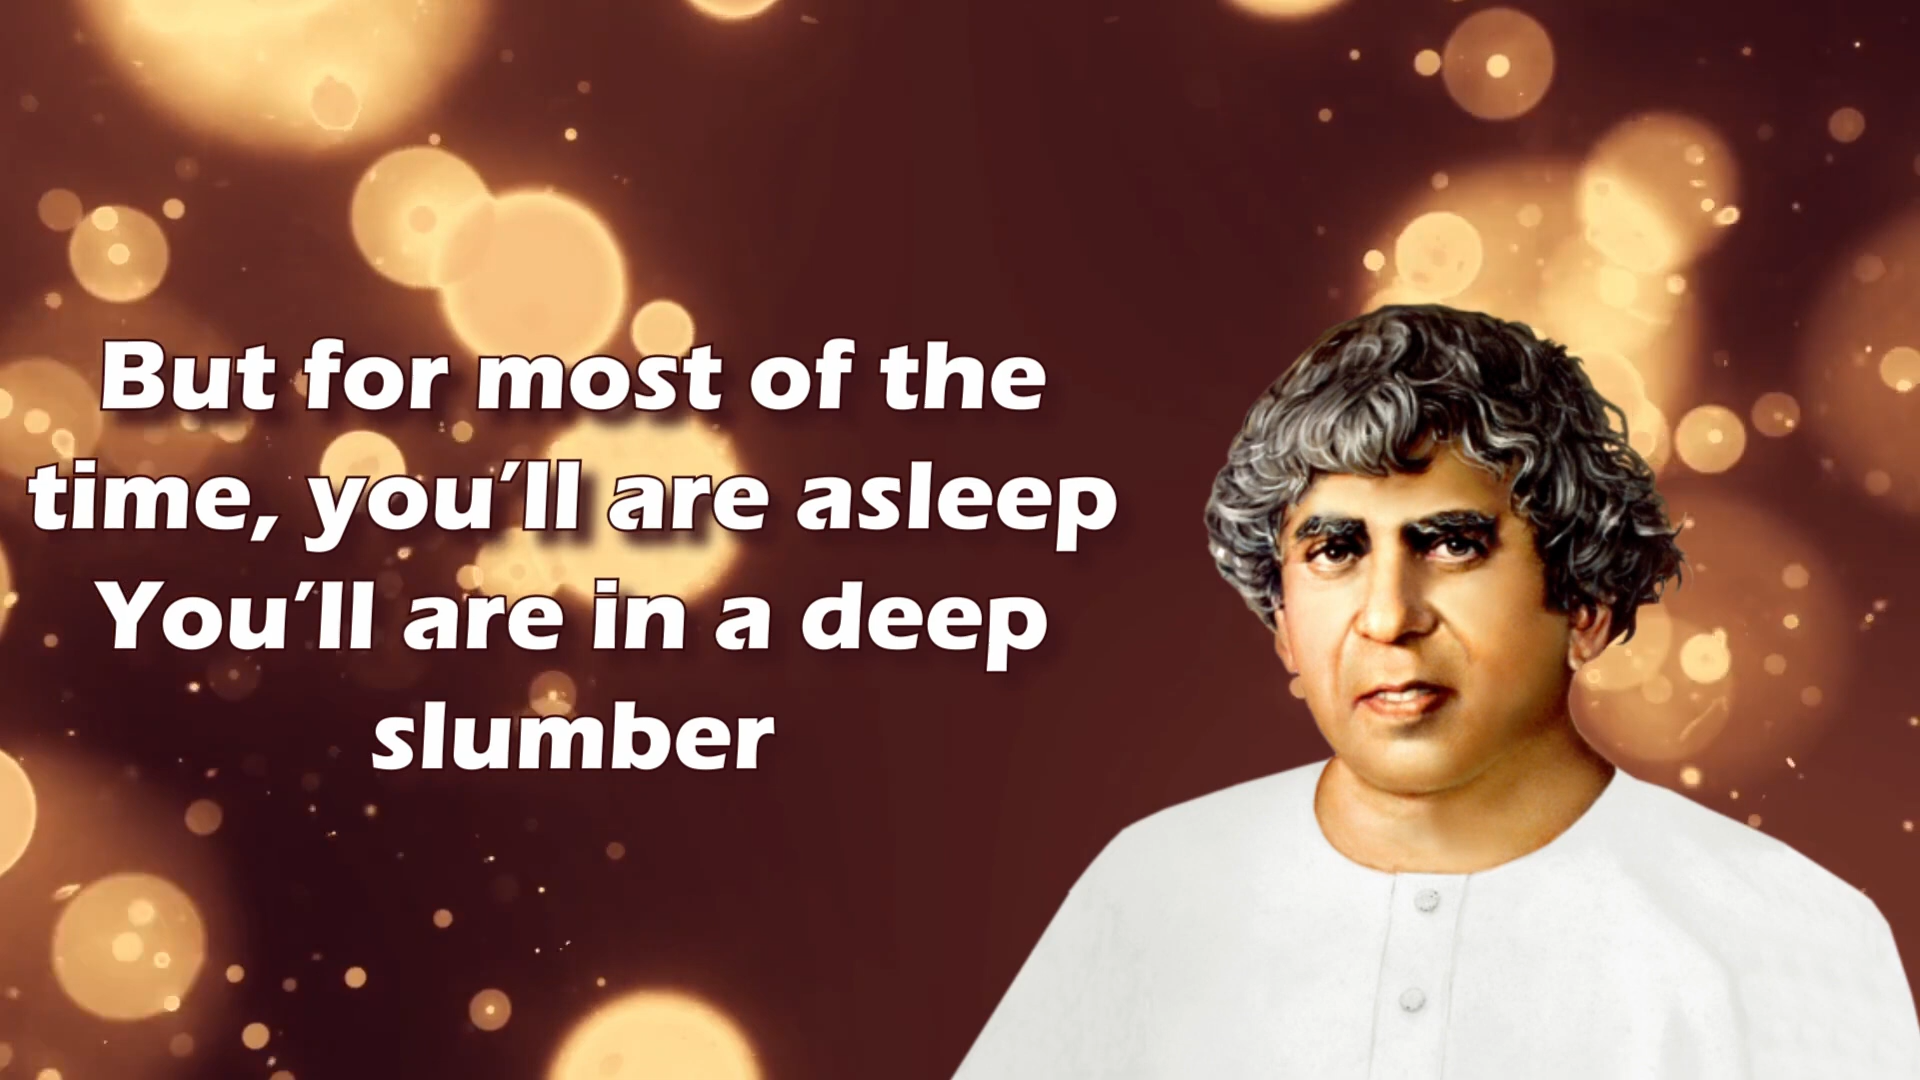 But for most of the
time, you'll are asleep
You'll are in a deep
slumber